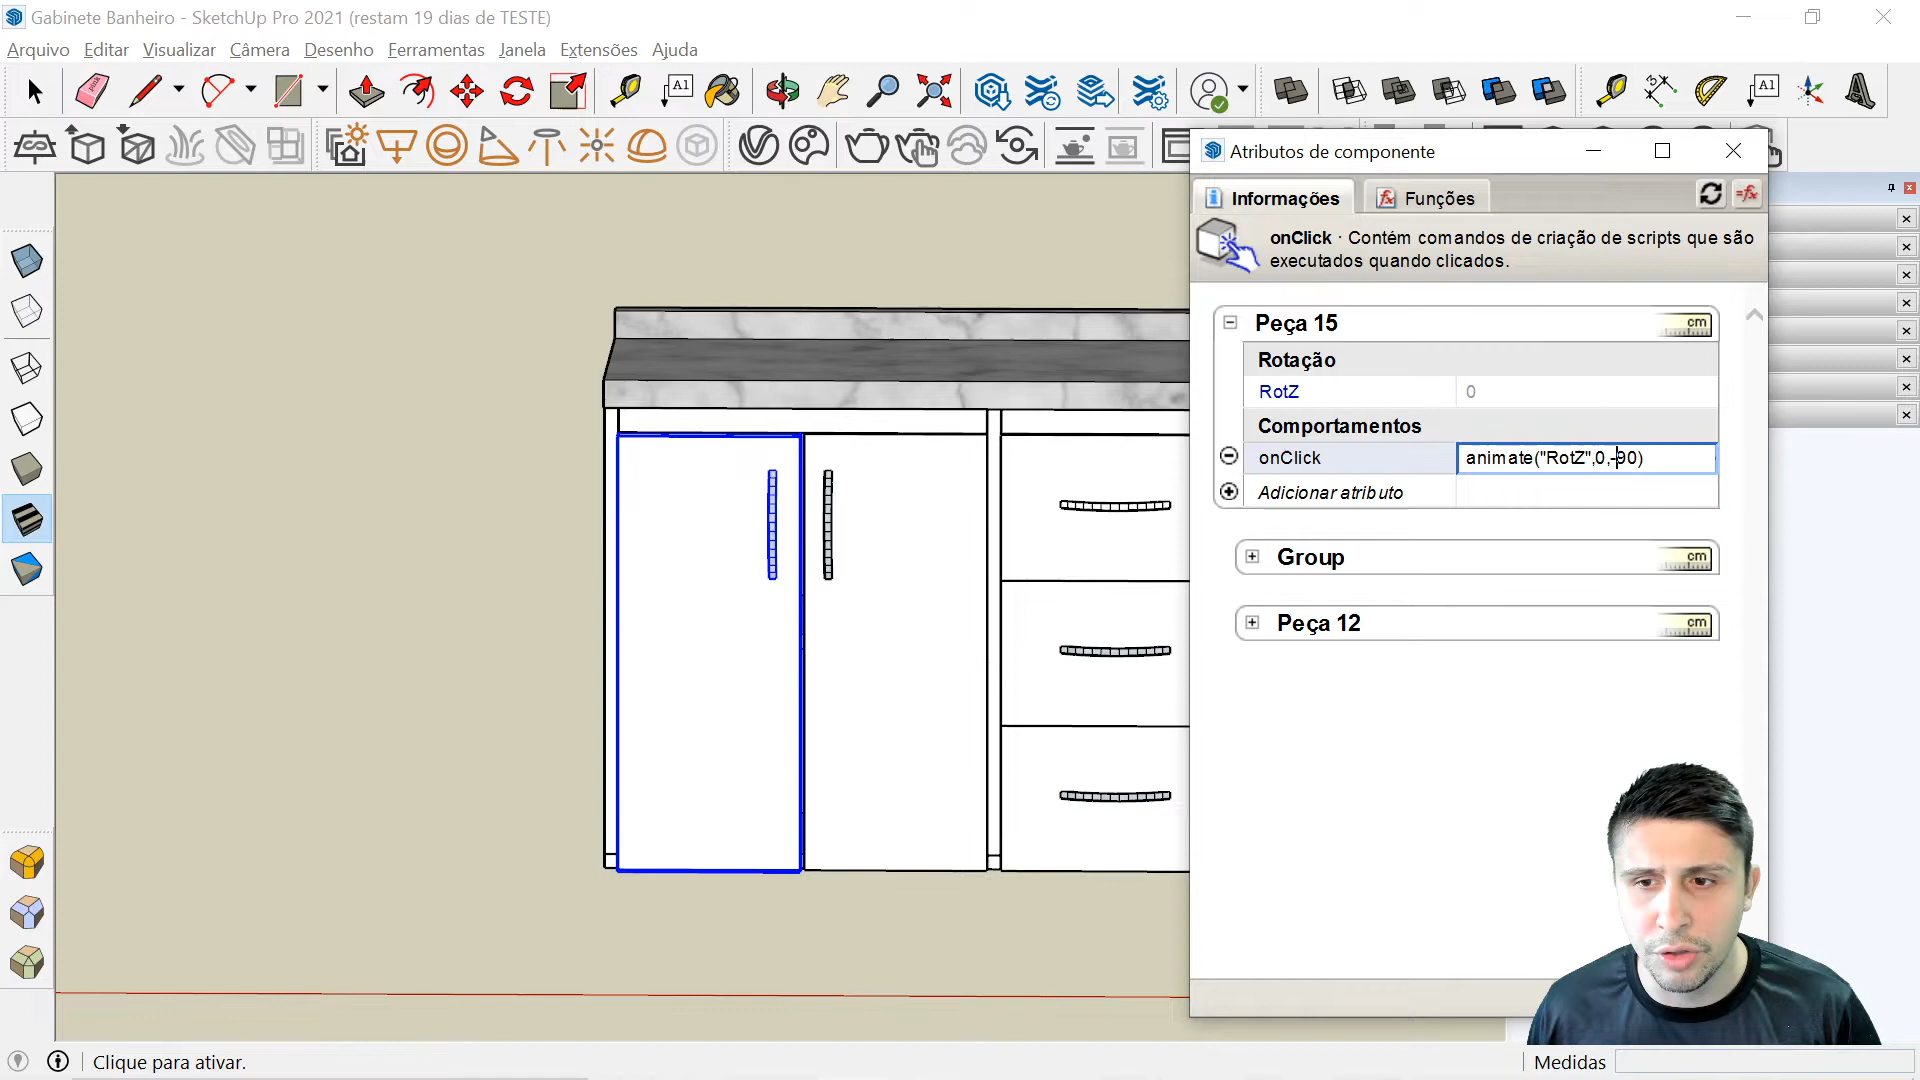 Gabinete Banheiro - SketchUp Pro 2021 (restam 19 dias de TESTE)
Arquivo Editar Visualizar Câmera Desenho Ferramentas Janela Extensões Ajuda
A1
A1
Atributos de componente
Informações
Funções
=fx
onClick · Contém comandos de criação de scripts que são
executados quando clicados.
Peça 15
cm
Rotação
RotZ 0
Comportamentos
onClick animate("RotZ",0,-90)
Adicionar atributo
Group
cm
Peça 12
cm
Clique para ativar.
Medidas